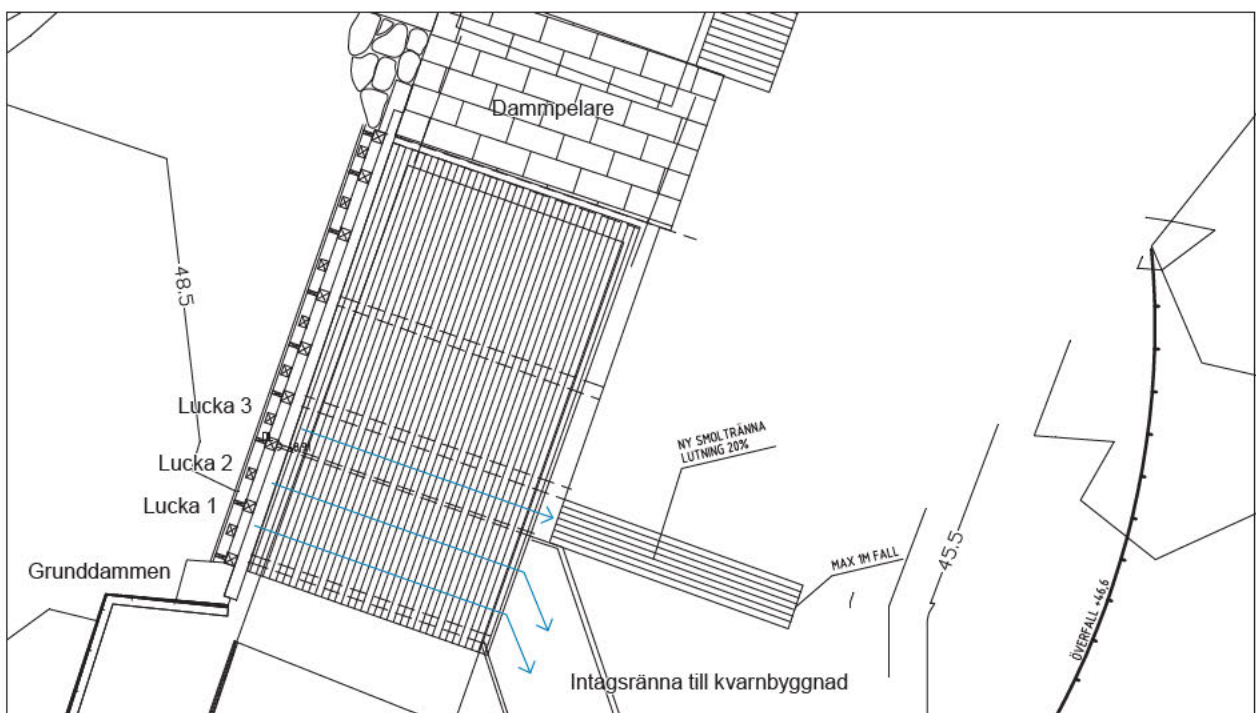 Dammpelare
48.5
Lucka 3
Lucka 2
Lucka 1
NY SMOLTRÄNNA
LUTNING 20%
MAX 1M FALL
45.5
Grunddammen
ÖVERFALL +46,6
Intagsränna till kvarnbyggnad